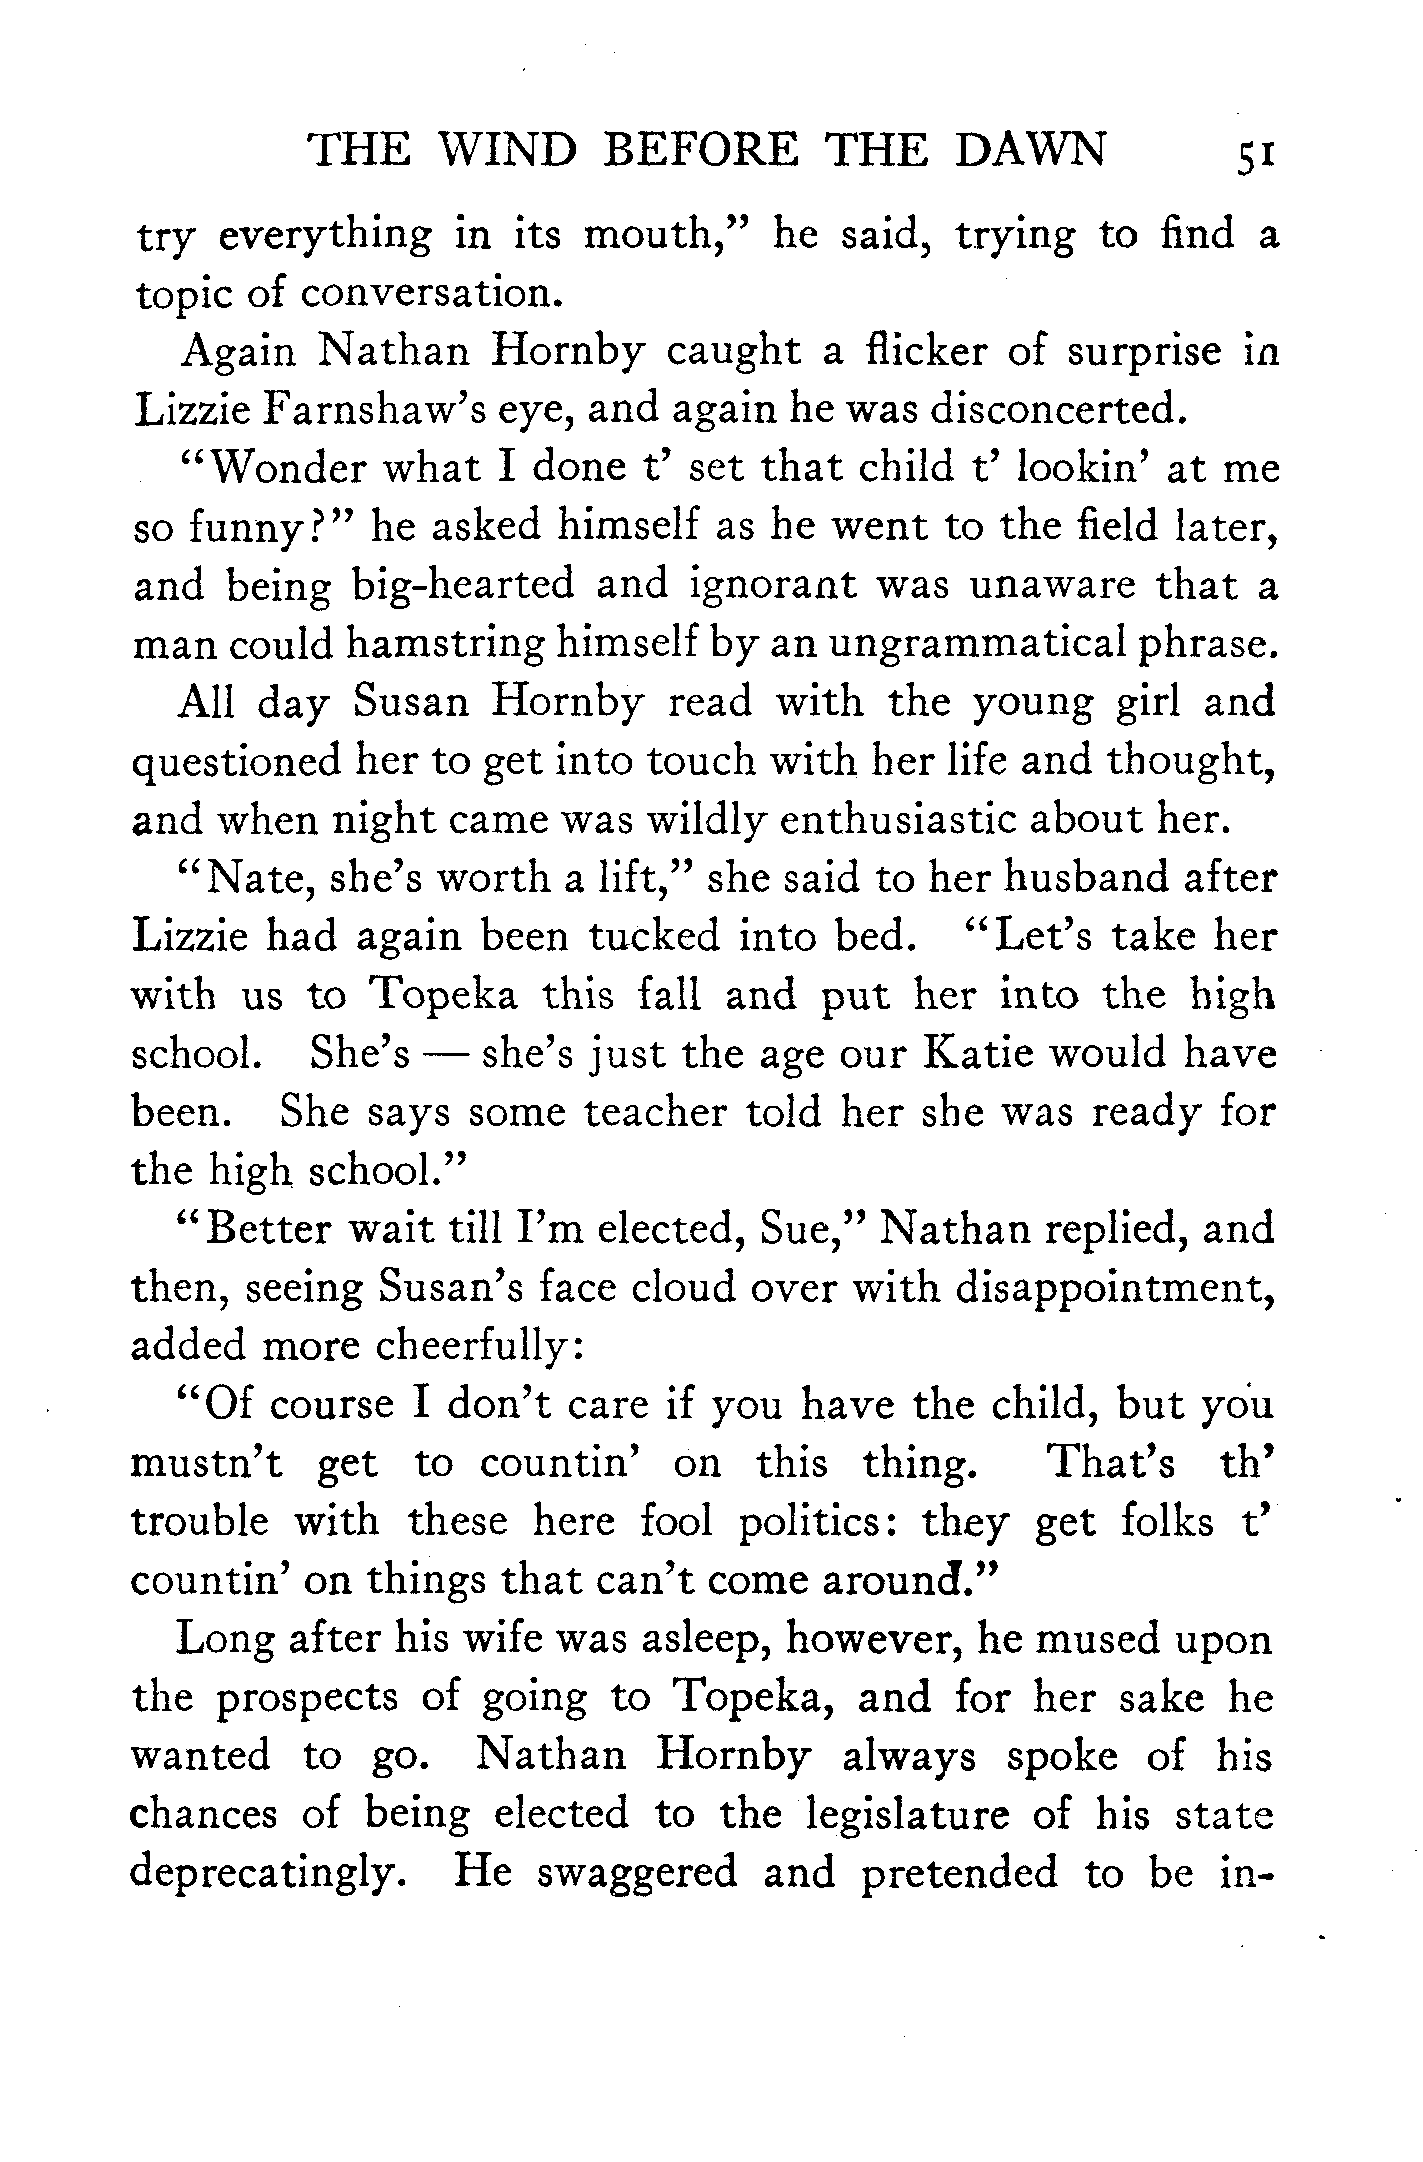 THE WIND BEFORE THE DAWN 51
try everything in its mouth,” he said, trying to find a
topic of conversation.
Again Nathan Hornby caught a flicker of surprise in
Lizzie Farnshaw’s eye, and again he was disconcerted.
“Wonder what I done t’ set that child t’ lookin’ at me
so funny?” he asked himself as he went to the field later,
and being big-hearted and ignorant was unaware that a
man could hamstring himself by an ungrammatical phrase.
All day Susan Hornby read with the young girl and
questioned her to get into touch with her life and thought,
and when night came was wildly enthusiastic about her.
“Nate, she’s worth a lift,” she said to her husband after
Lizzie had again been tucked into bed. “Let’s take her
with us to Topeka this fall and put her into the high
school. She’s — she’s just the age our Katie would have
been. She says some teacher told her she was ready for
the high school.”
“Better wait till I’m elected, Sue,” Nathan replied, and
then, seeing Susan’s face cloud over with disappointment,
added more cheerfully:
“Of course I don’t care if you have the child, but you
mustn’t get to countin’ on this thing. That’s th’
trouble with these here fool politics: they get folks t’
countin’ on things that can’t come around.”
Long after his wife was asleep, however, he mused upon
the prospects of going to Topeka, and for her sake he
wanted to go. Nathan Hornby always spoke of his
chances of being elected to the legislature of his state
deprecatingly. He swaggered and pretended to be in-